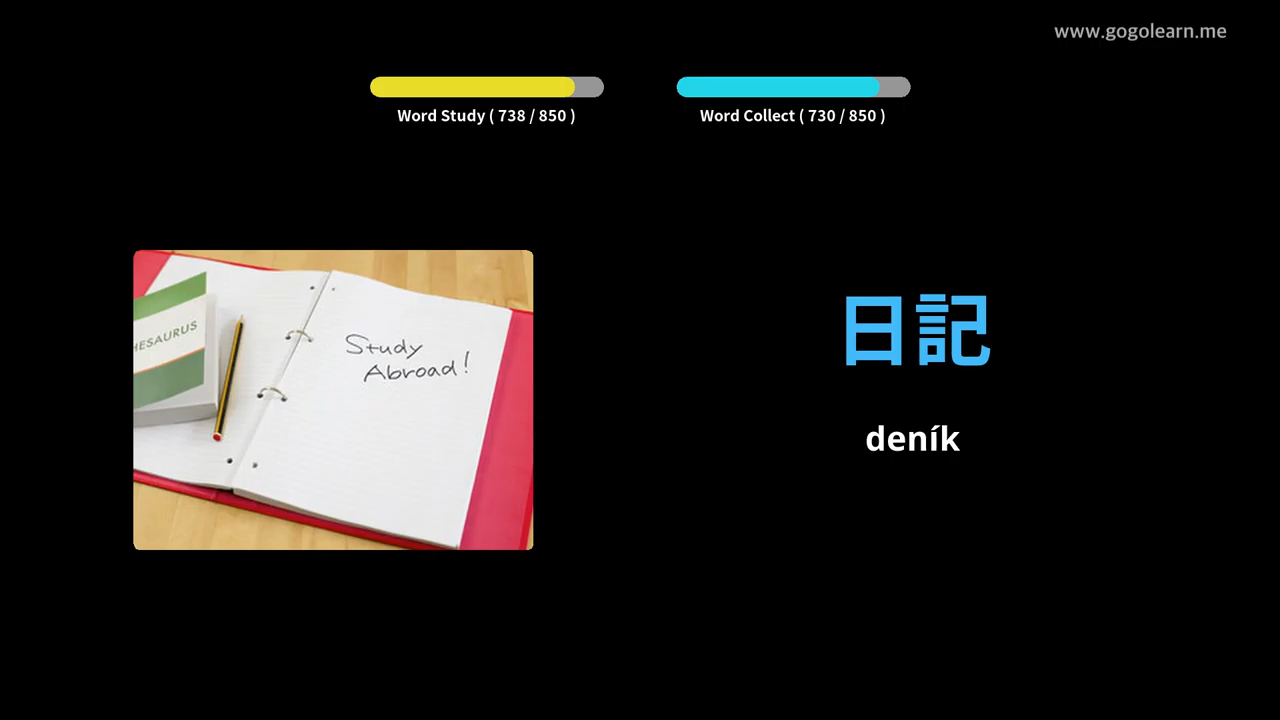 www.gogolearn.me
Word Study ( 738 / 850 )
Word Collect ( 730 / 850 )
HESAURUS
Study
Abroad!
日記
deník